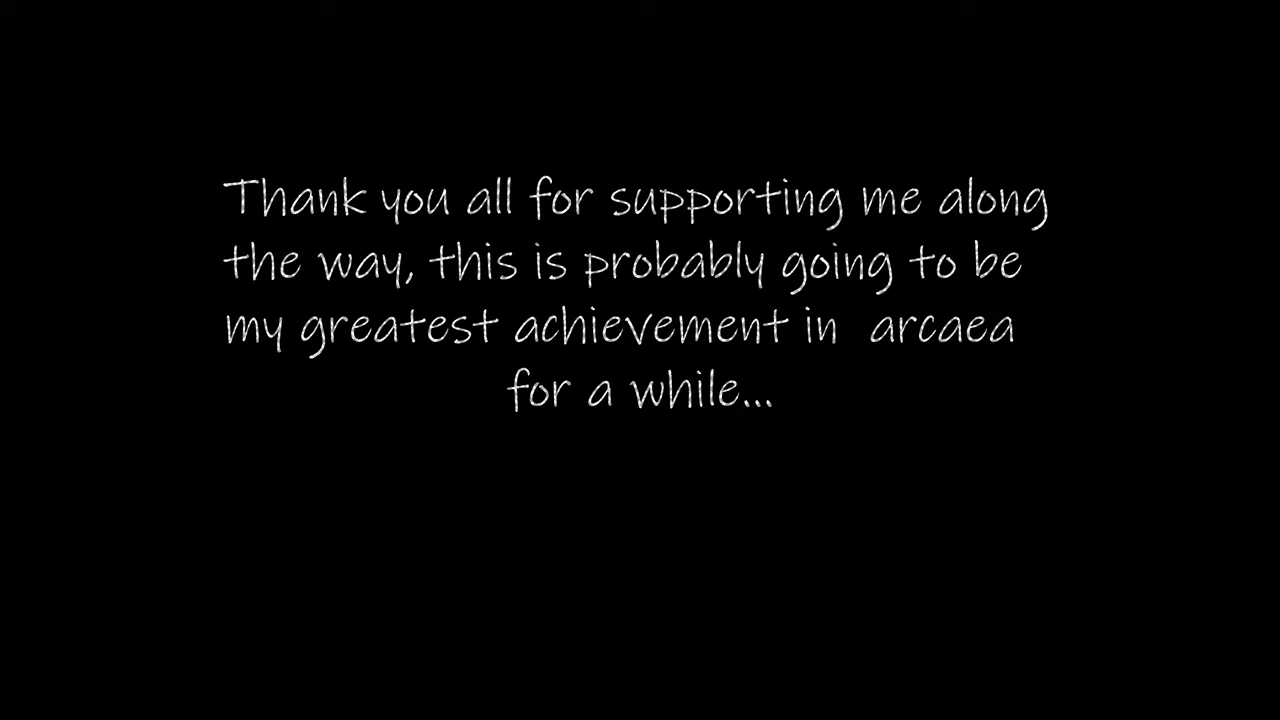 Thank you all for supporting me along
the way, this is probably going to be
my greatest achievement in  arcaea
for a while...